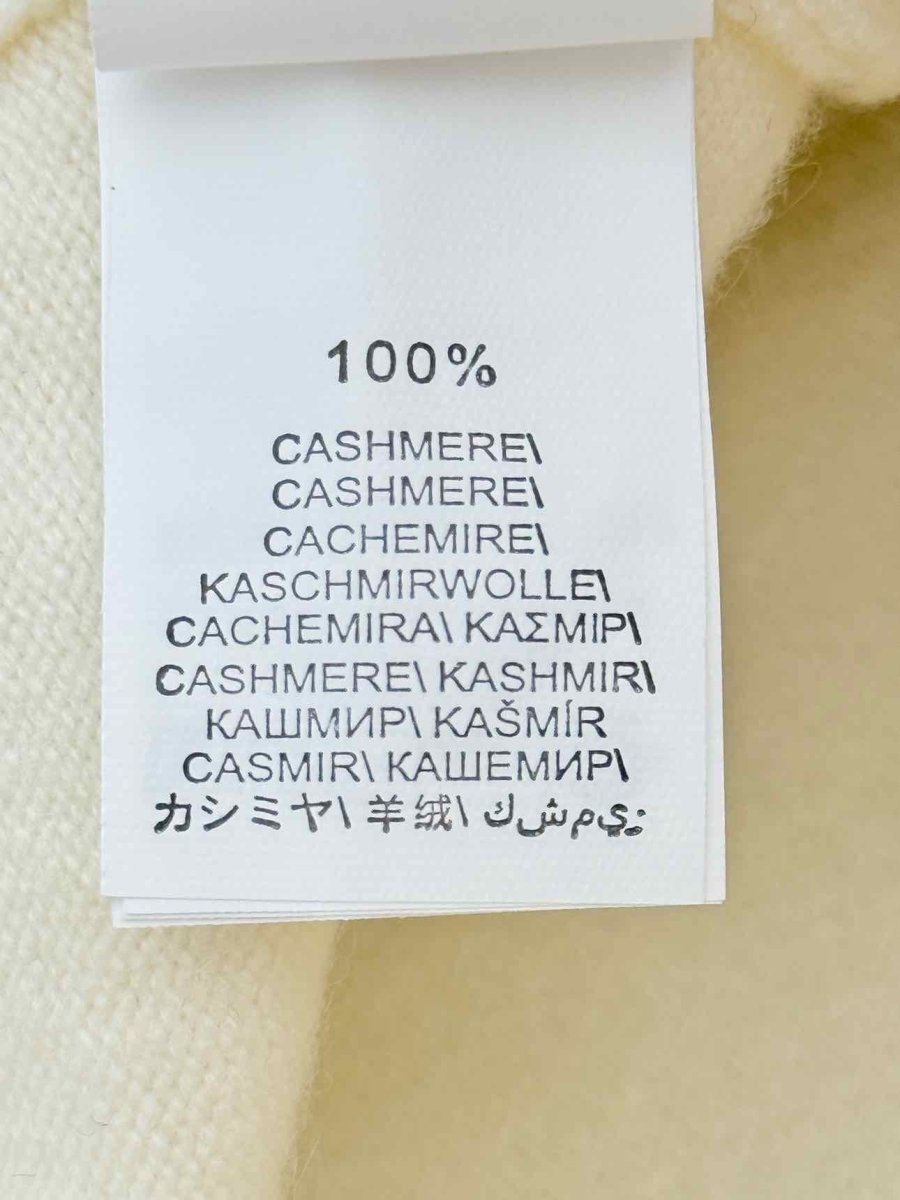 100%
CASHMERE\
CASHMERE\
CACHEMIRE\
KASCHMIRWOLLE\
CACHEMIRA\ ΚΑΣΜΙΡ\
CASHMERE\ KASHMIR\
КАШМИР\ KAŠMÍR
CASMIR\ КАШЕМИР\
カシミヤ\ 羊绒\